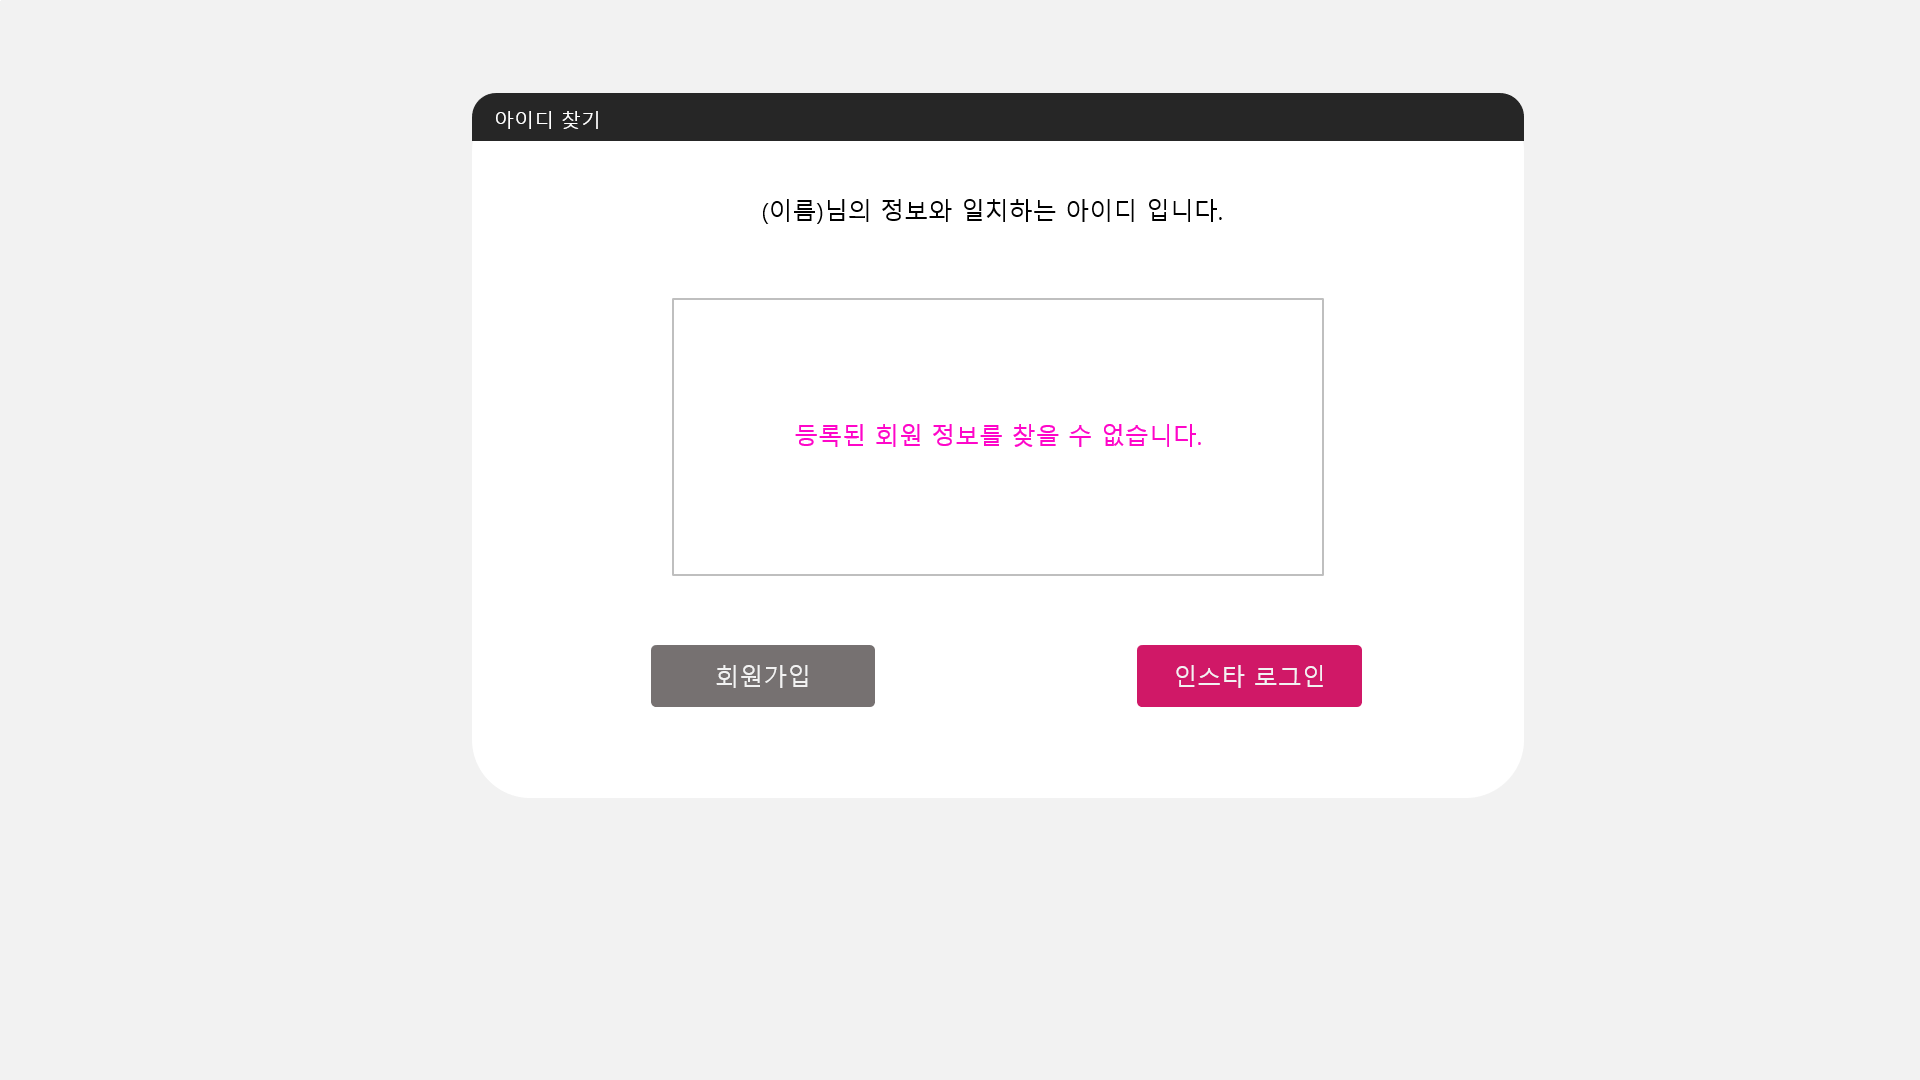 아이디 찾기
(이름)님의 정보와 일치하는 아이디 입니다.
등록된 회원 정보를 찾을 수 없습니다.
회원가입
인스타 로그인